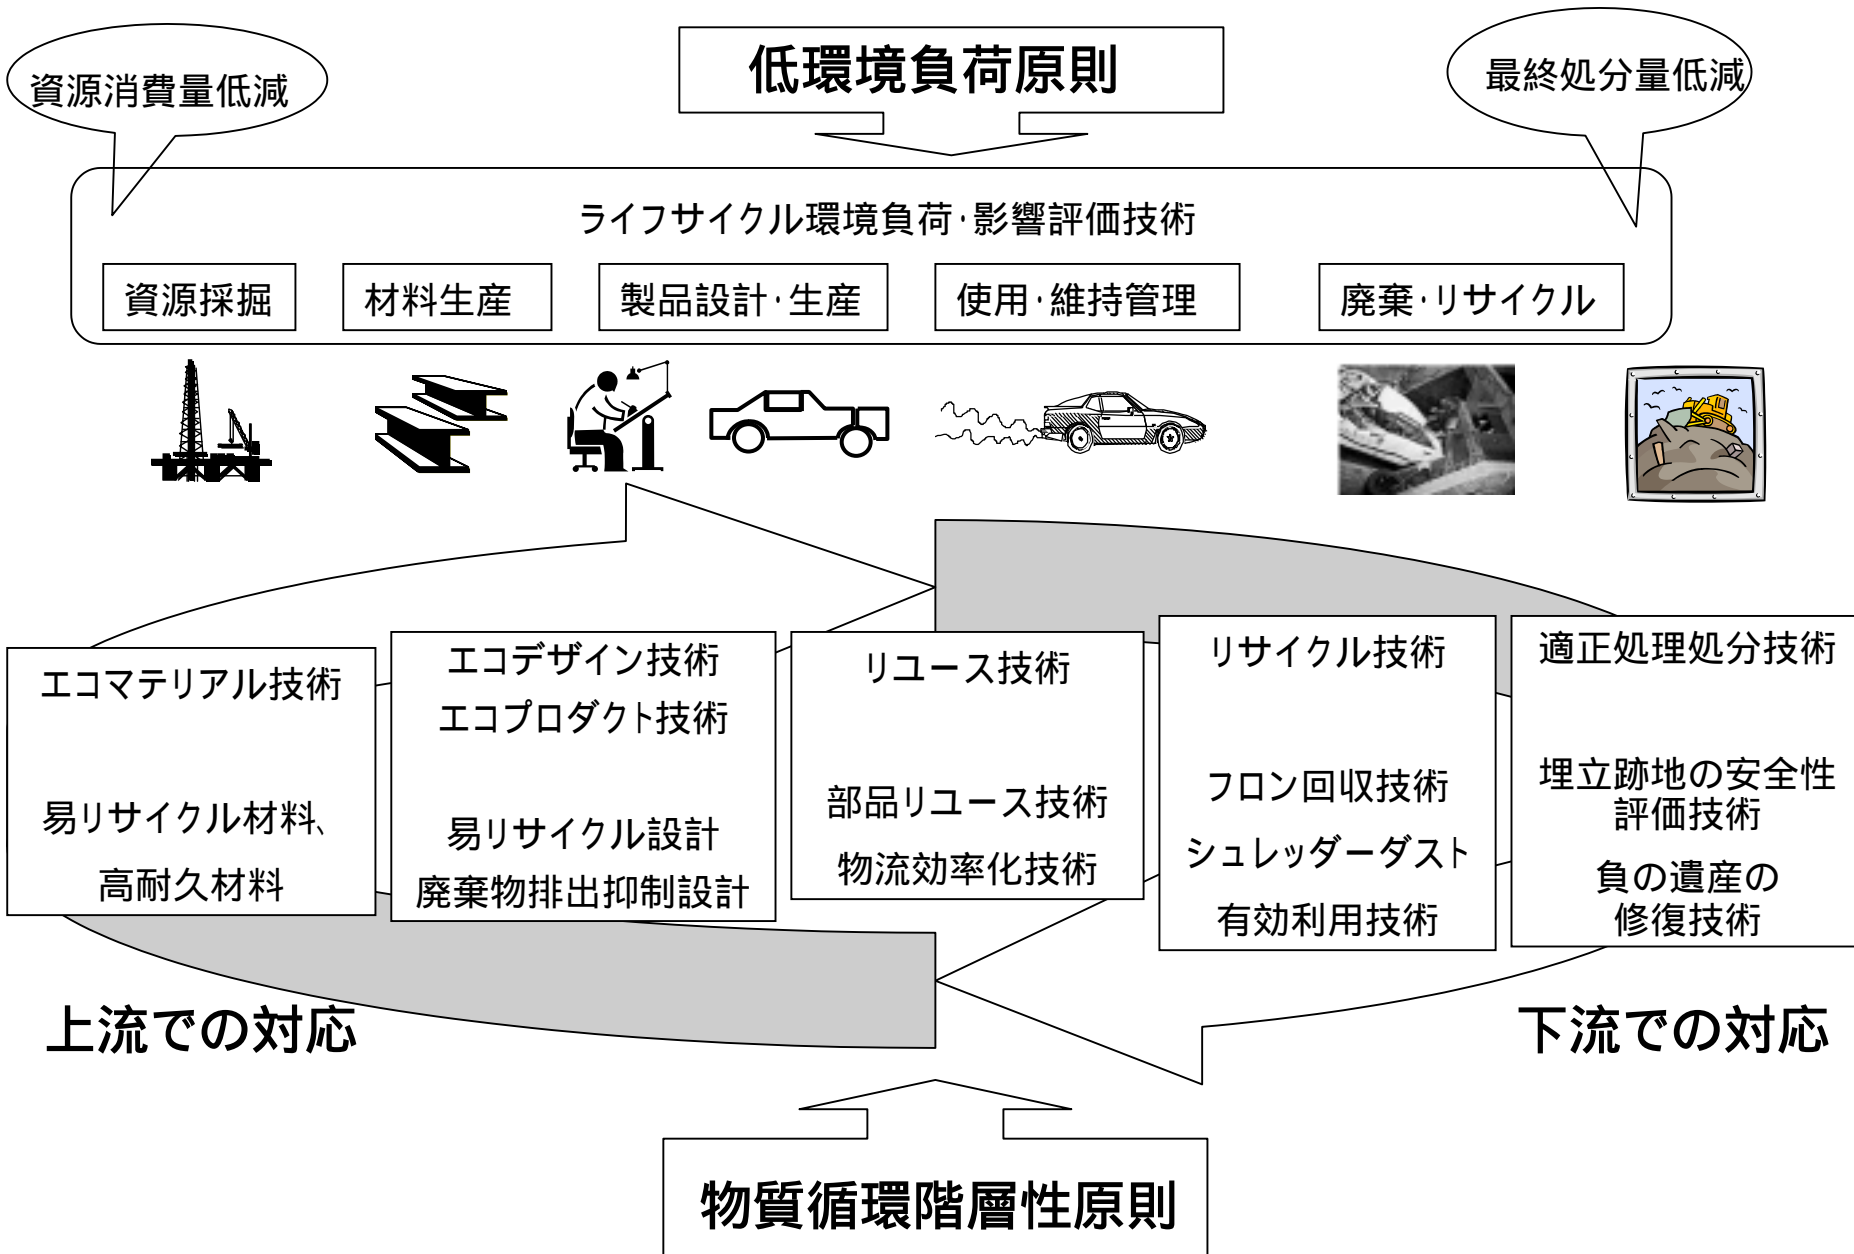 低環境負荷原則
資源消費量低減
最終処分量低減
ライフサイクル環境負荷・影響評価技術
資源採掘
材料生産
製品設計・生産
使用・維持管理
廃棄・リサイクル
エコマテリアル技術
易リサイクル材料、
高耐久材料
エコデザイン技術
エコプロダクト技術
易リサイクル設計
廃棄物排出抑制設計
リユース技術
部品リユース技術
物流効率化技術
リサイクル技術
フロン回収技術
シュレッダーダスト
有効利用技術
適正処理処分技術
埋立跡地の安全性
評価技術
負の遺産の
修復技術
上流での対応
下流での対応
物質循環階層性原則